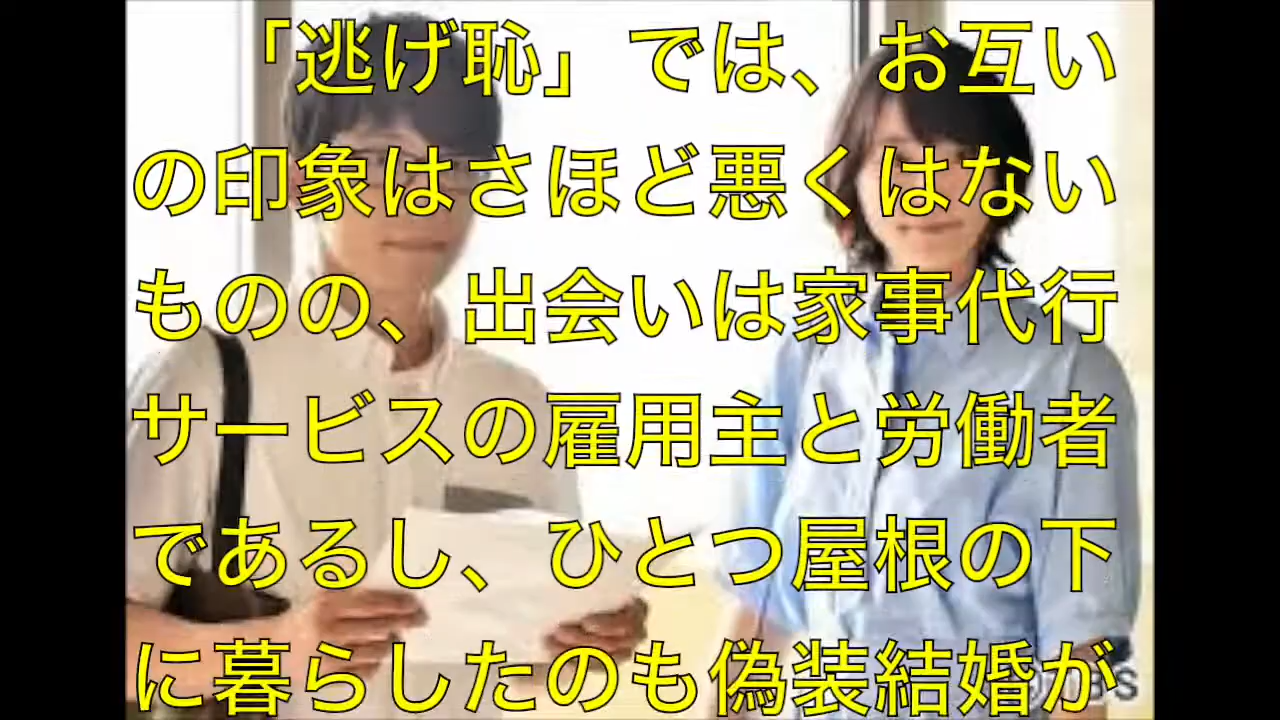 「逃げ恥」では、お互い
の印象はさほど悪くはない
ものの、出会いは家事代行
サービスの雇用主と労働者
であるし、ひとつ屋根の下
に暮らしたのも偽装結婚が